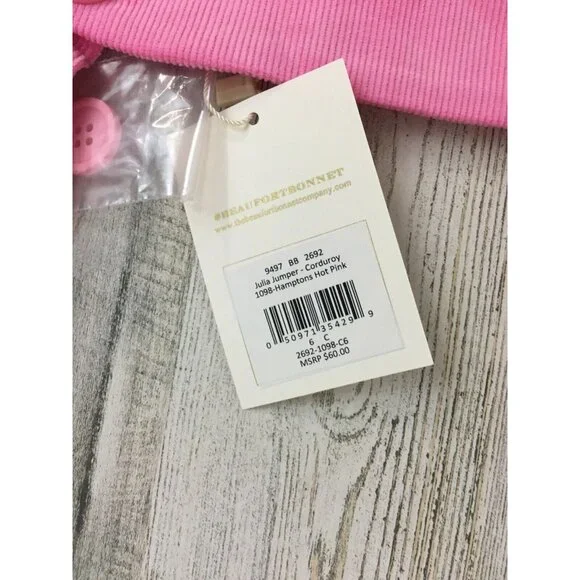 #BEAUFORTBONNET
www.thebeaufortbonnetcompany.com
9497 BB 2692
Julia Jumper - Corduroy
1098-Hamptons Hot Pink
0 50971 35429 9
6 C
2692-1098-C6
MSRP $60.00